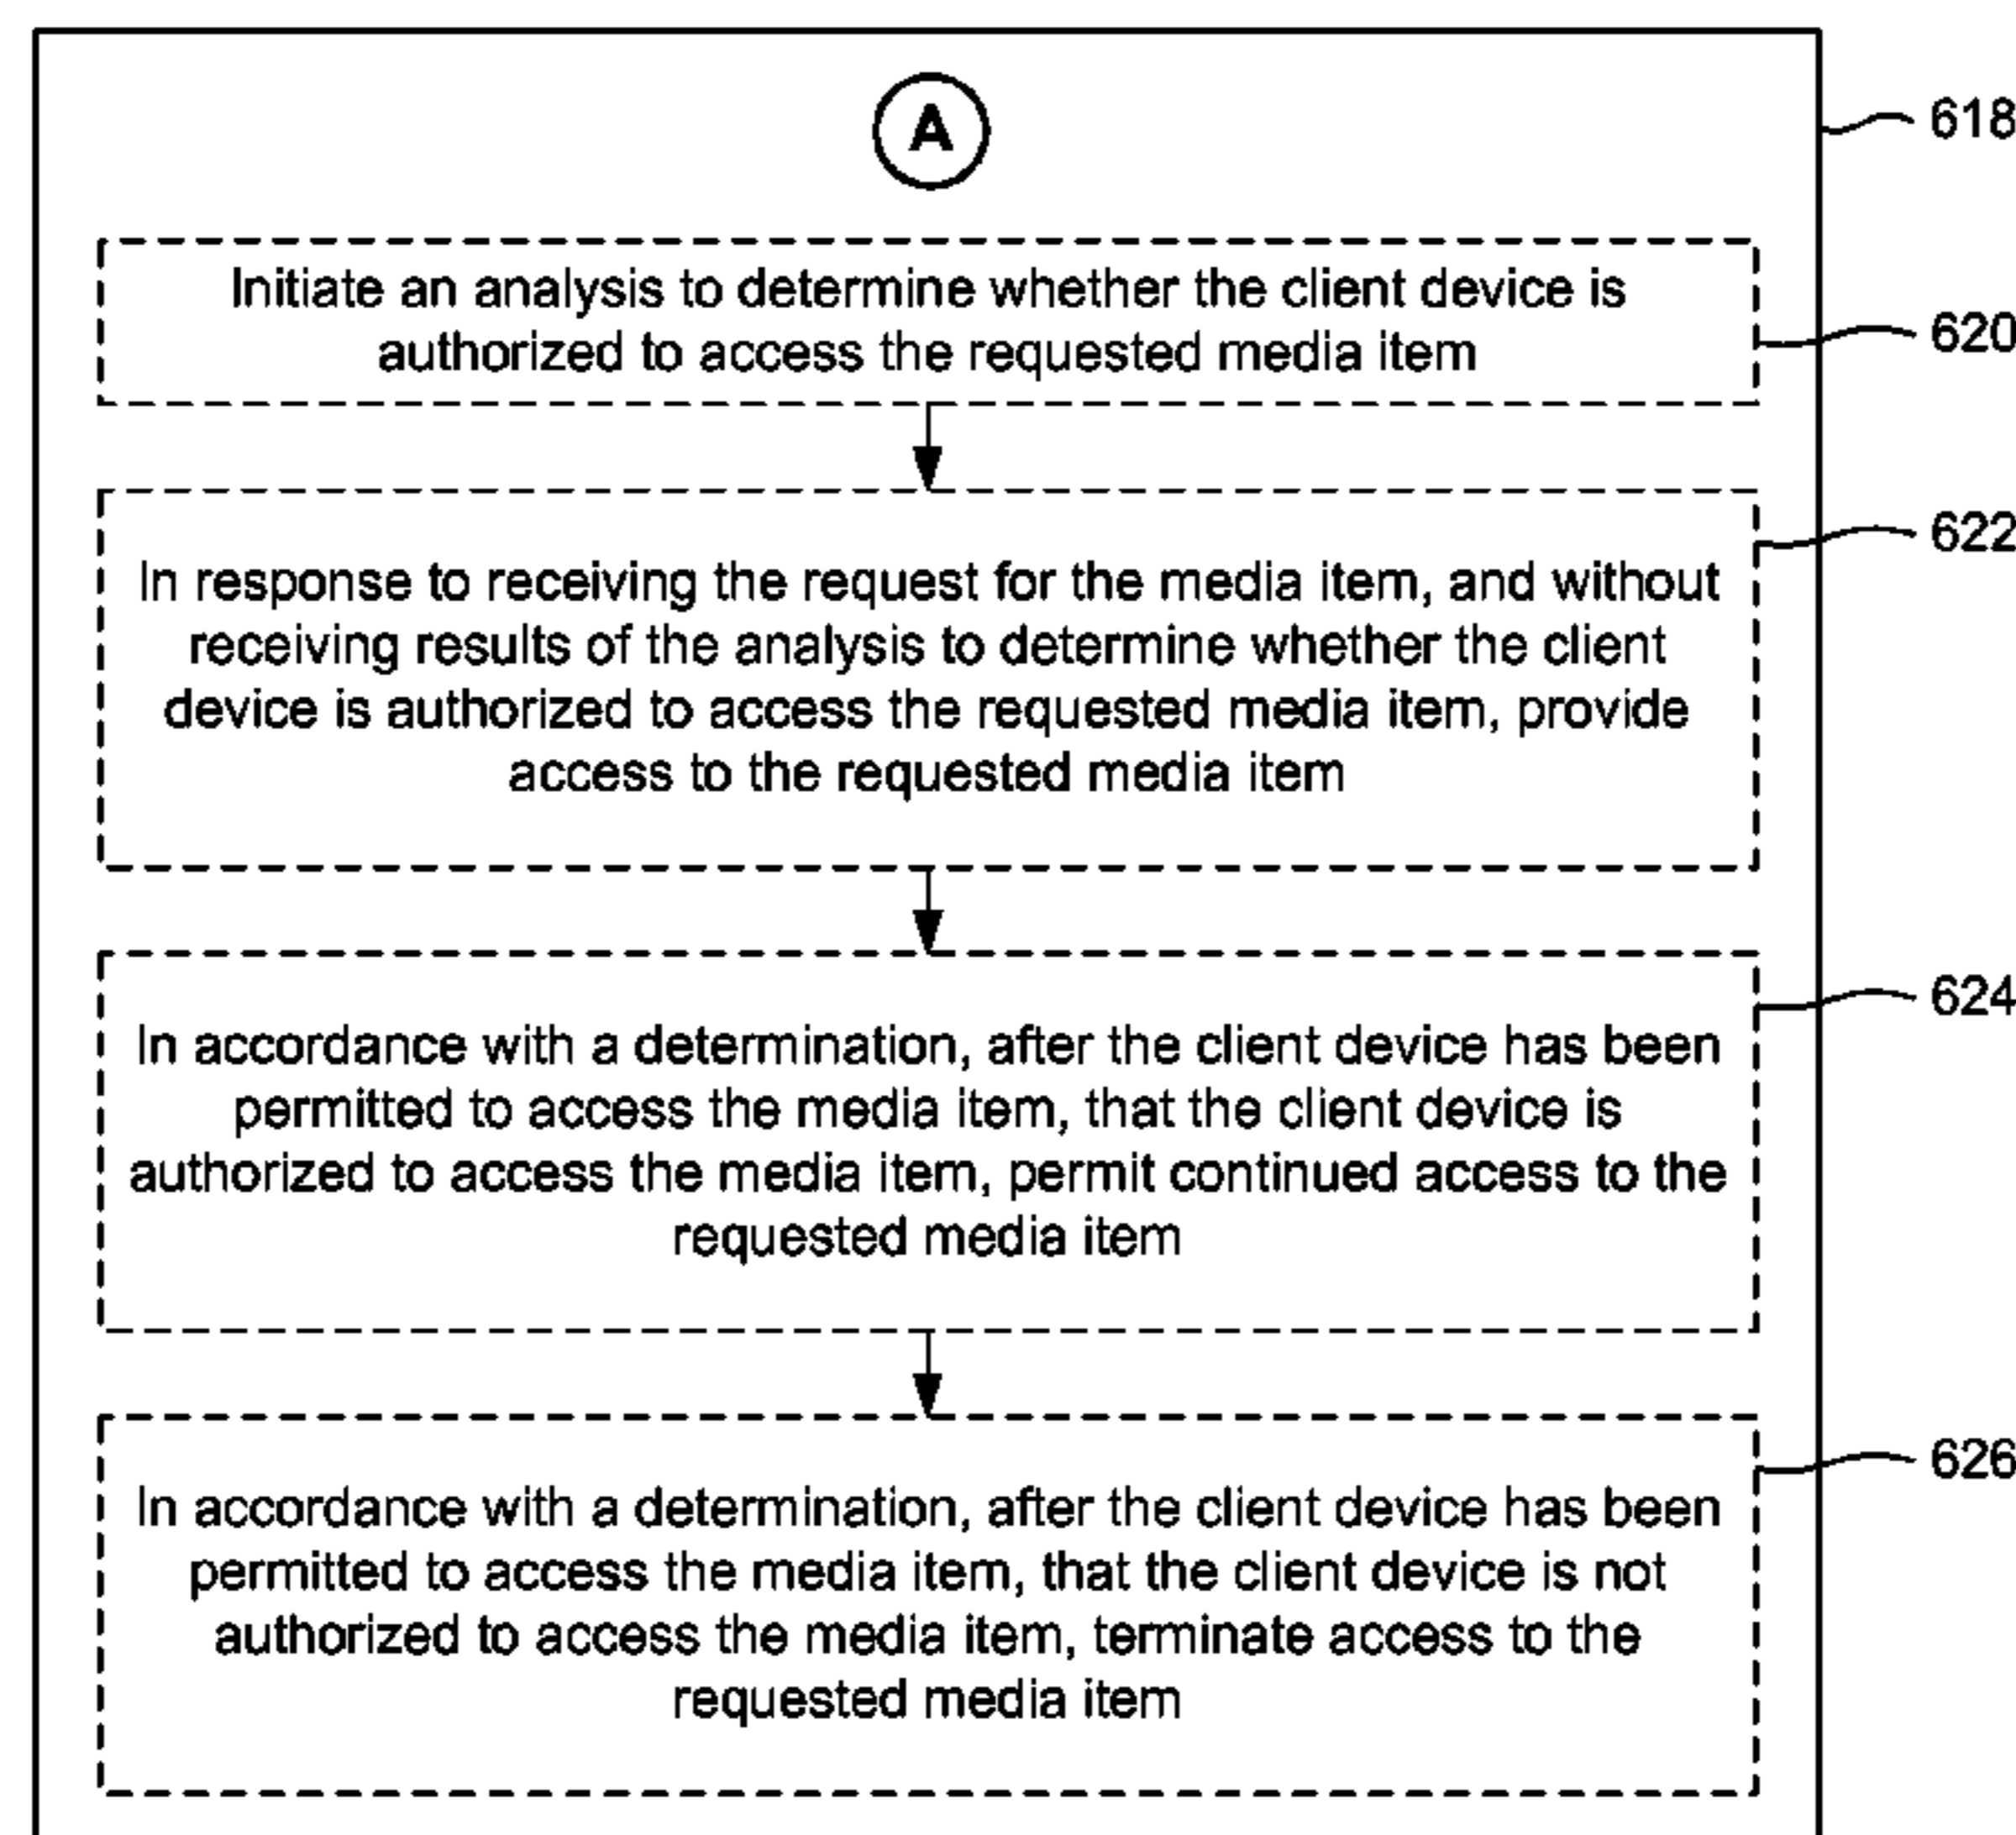 A
618
Initiate an analysis to determine whether the client device is
authorized to access the requested media item
620
In response to receiving the request for the media item, and without
receiving results of the analysis to determine whether the client
device is authorized to access the requested media item, provide
access to the requested media item
622
In accordance with a determination, after the client device has been
permitted to access the media item, that the client device is
authorized to access the media item, permit continued access to the
requested media item
624
In accordance with a determination, after the client device has been
permitted to access the media item, that the client device is not
authorized to access the media item, terminate access to the
requested media item
626